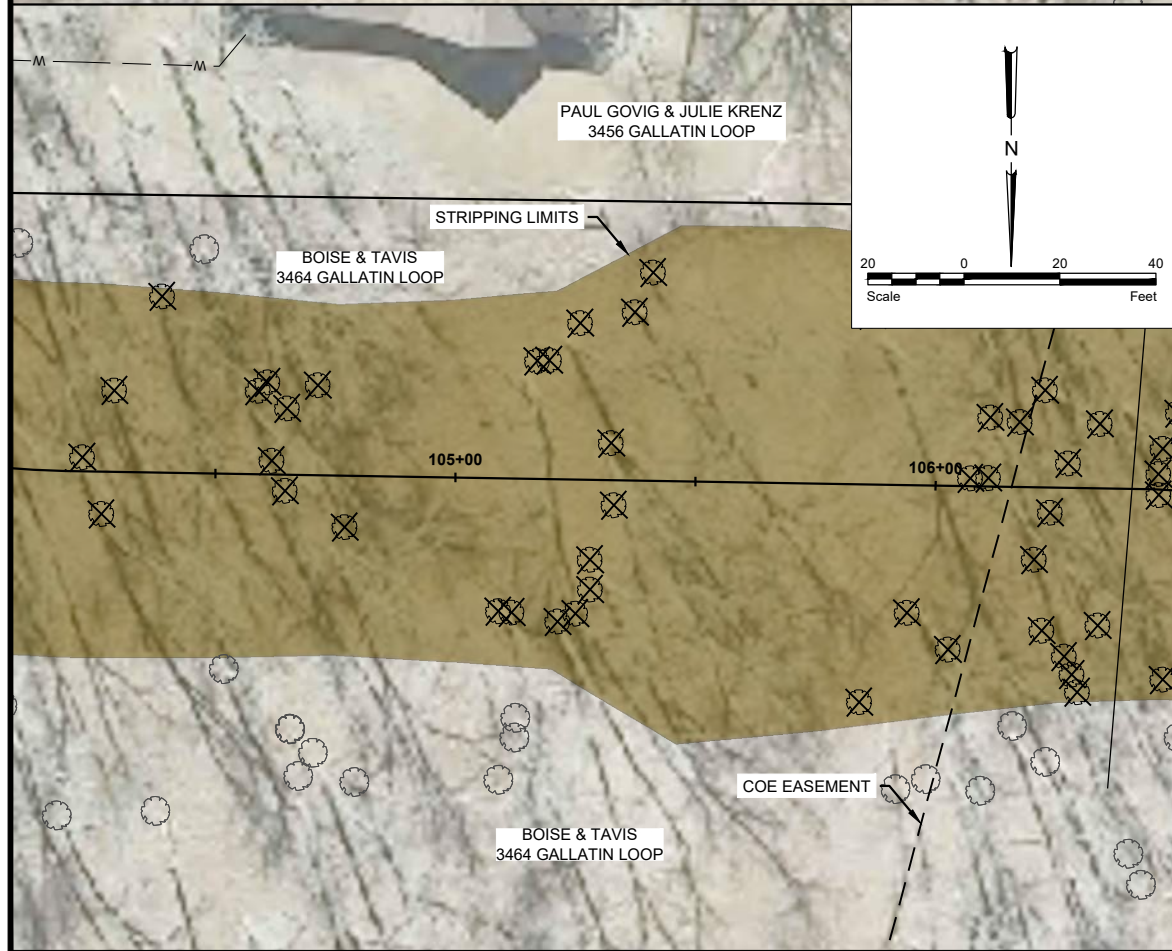 W
W
PAUL GOVIG & JULIE KRENZ
3456 GALLATIN LOOP
N
STRIPPING LIMITS
BOISE & TAVIS
3464 GALLATIN LOOP
20 0 20 40
Scale Feet
105+00
106+00
COE EASEMENT
BOISE & TAVIS
3464 GALLATIN LOOP